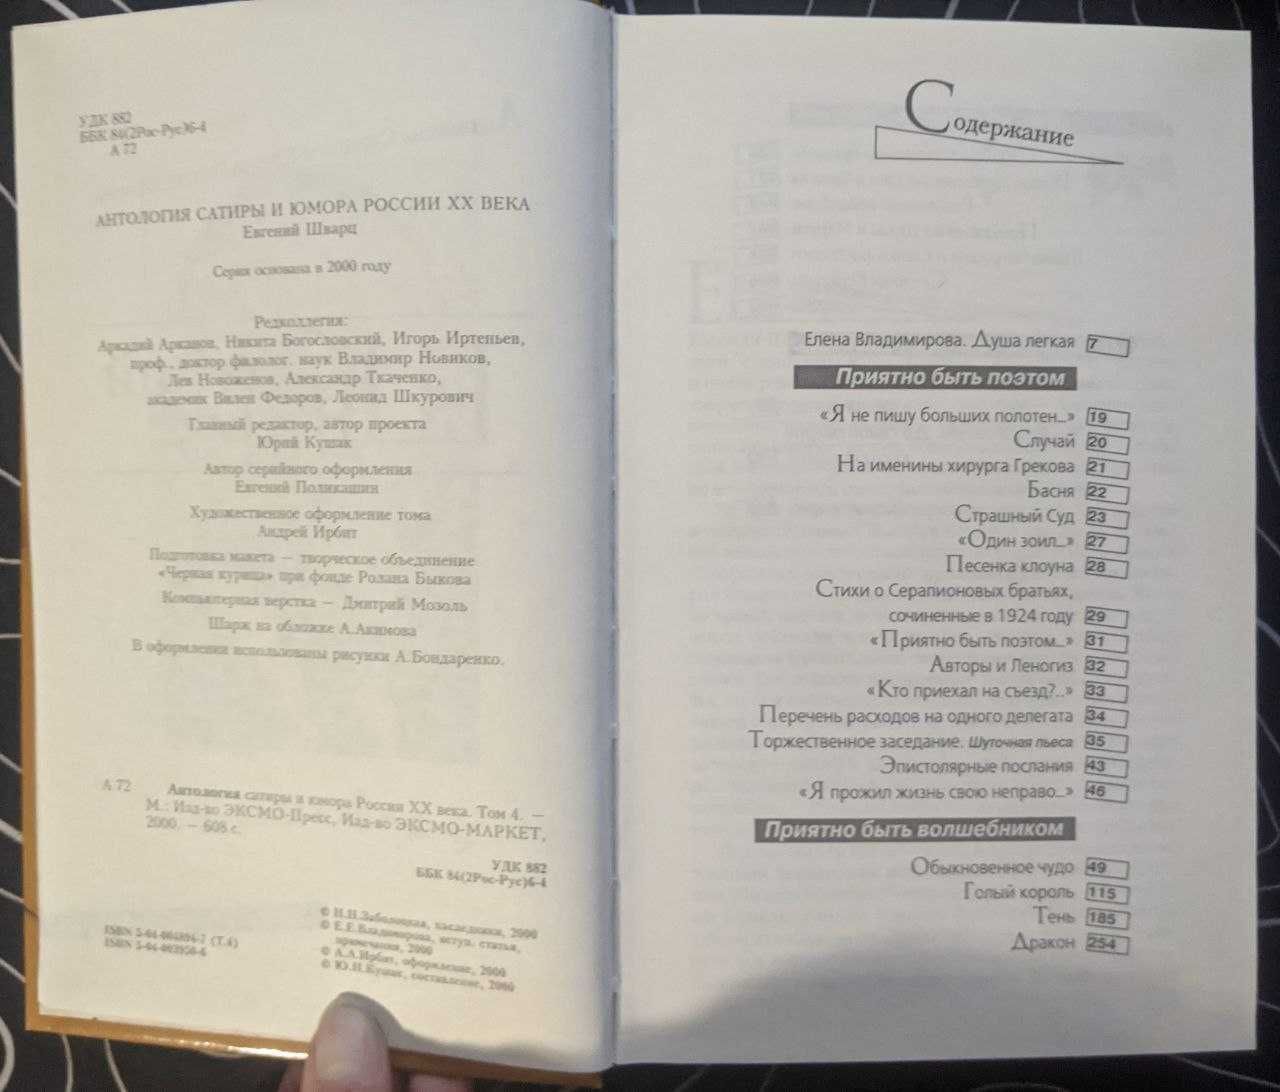 УДК 882
ББК 84(2Рос-Рус)6-4
А 72
АНТОЛОГИЯ САТИРЫ И ЮМОРА РОССИИ XX ВЕКА
Евгений Шварц
Серия основана в 2000 году
Редколлегия:
Аркадий Арканов, Никита Богословский, Игорь Иртеньев,
проф., доктор филолог. наук Владимир Новиков,
Лев Новоженов, Александр Ткаченко,
академик Вилен Федоров, Леонид Шкурович
Главный редактор, автор проекта
Юрий Кушак
Автор серийного оформления
Евгений Поликашин
Художественное оформление тома
Андрей Ирбит
Подготовка макета — творческое объединение
«Черная курица» при фонде Ролана Быкова
Компьютерная верстка — Дмитрий Мозоль
Шарж на обложке А.Акимова
В оформлении использованы рисунки А.Бондаренко.
А 72 Антология сатиры и юмора России XX века. Том 4. —
М.: Изд-во ЭКСМО-Пресс, Изд-во ЭКСМО-МАРКЕТ,
2000. — 608 с.
УДК 882
ББК 84(2Рос-Рус)6-4
© Н.Н.Заболоцкая, наследники, 2000
© Е.Е.Владимирова, вступ. статья,
примечания, 2000
© А.А.Ирбит, оформление, 2000
© Ю.Н.Кушак, составление, 2000
ISBN (Т.4)
ISBN
Содержание
Елена Владимирова. Душа легкая 7
Приятно быть поэтом
«Я не пишу больших полотен...» 19
Случай 20
На именины хирурга Грекова 21
Басня 22
Страшный Суд 23
«Один зоил...» 27
Песенка клоуна 28
Стихи о Серапионовых братьях,
сочиненные в 1924 году 29
«Приятно быть поэтом...» 31
Авторы и Леногиз 32
«Кто приехал на съезд?..» 33
Перечень расходов на одного делегата 34
Торжественное заседание. Шуточная пьеса 35
Эпистолярные послания 43
«Я прожил жизнь свою неправо...» 46
Приятно быть волшебником
Обыкновенное чудо 49
Голый король 115
Тень 185
Дракон 254